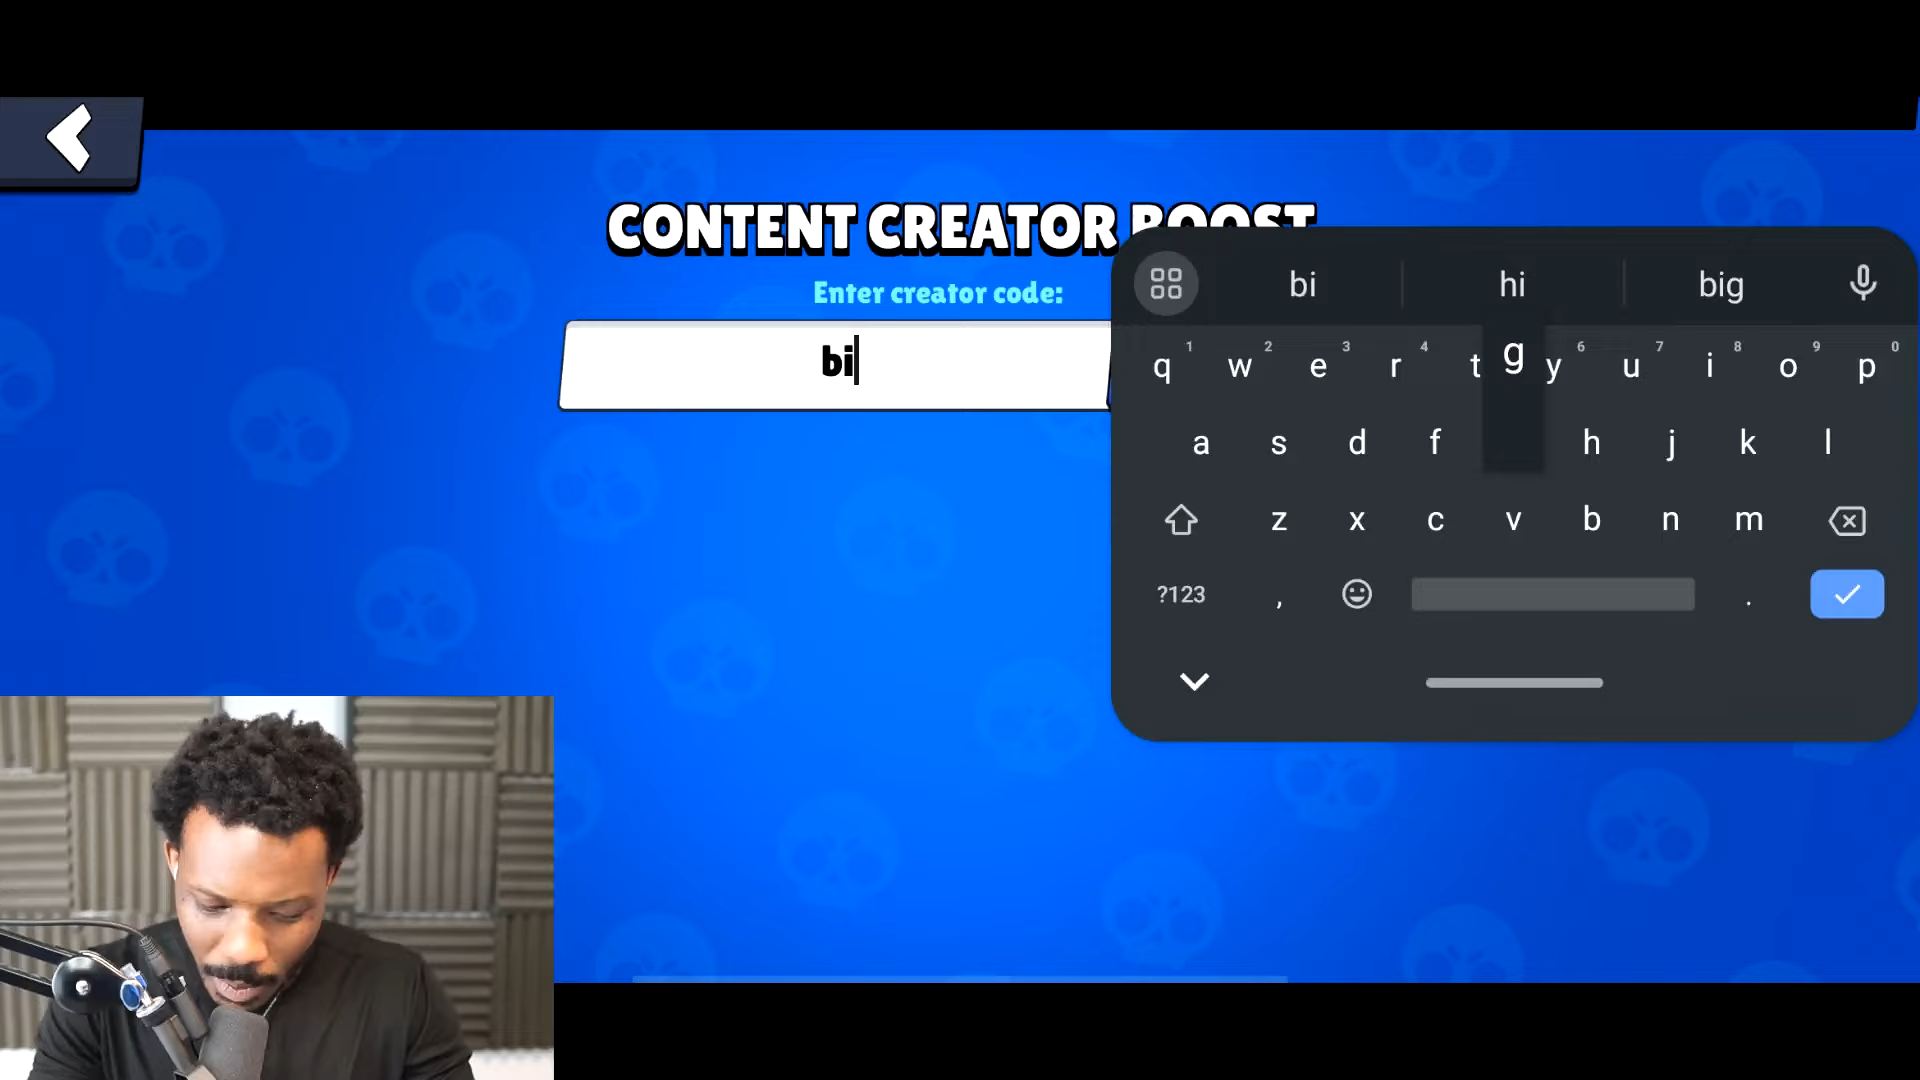 CONTENT CREATOR BOOST
Enter creator code:
bi
bi hi big
q 1 w 2 e 3 r 4 t g y 6 u 7 i 8 o 9 p 0
a s d f h j k l
z x c v b n m
?123 , .